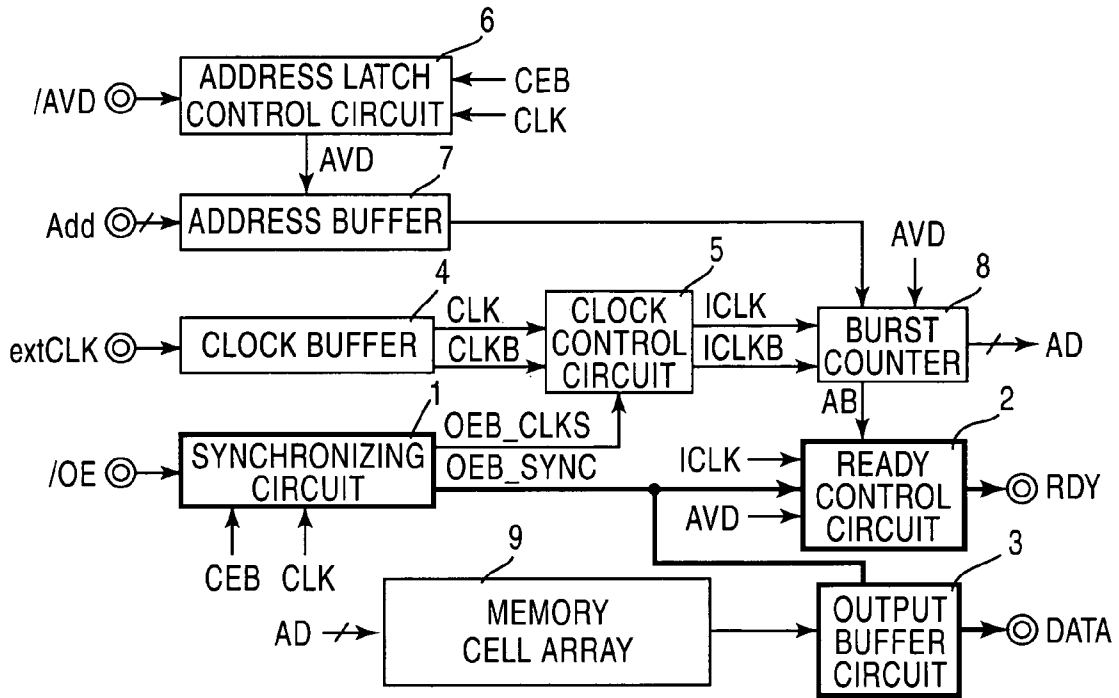 6
/AVD
ADDRESS LATCH
CONTROL CIRCUIT
CEB
CLK
AVD
7
Add
ADDRESS BUFFER
AVD
4
5
8
extCLK
CLOCK BUFFER
CLK
CLKB
CLOCK
CONTROL
CIRCUIT
ICLK
ICLKB
BURST
COUNTER
AD
AB
1
2
/OE
SYNCHRONIZING
CIRCUIT
OEB_CLKS
OEB_SYNC
ICLK
AVD
READY
CONTROL
CIRCUIT
RDY
CEB
CLK
9
3
AD
MEMORY
CELL ARRAY
OUTPUT
BUFFER
CIRCUIT
DATA